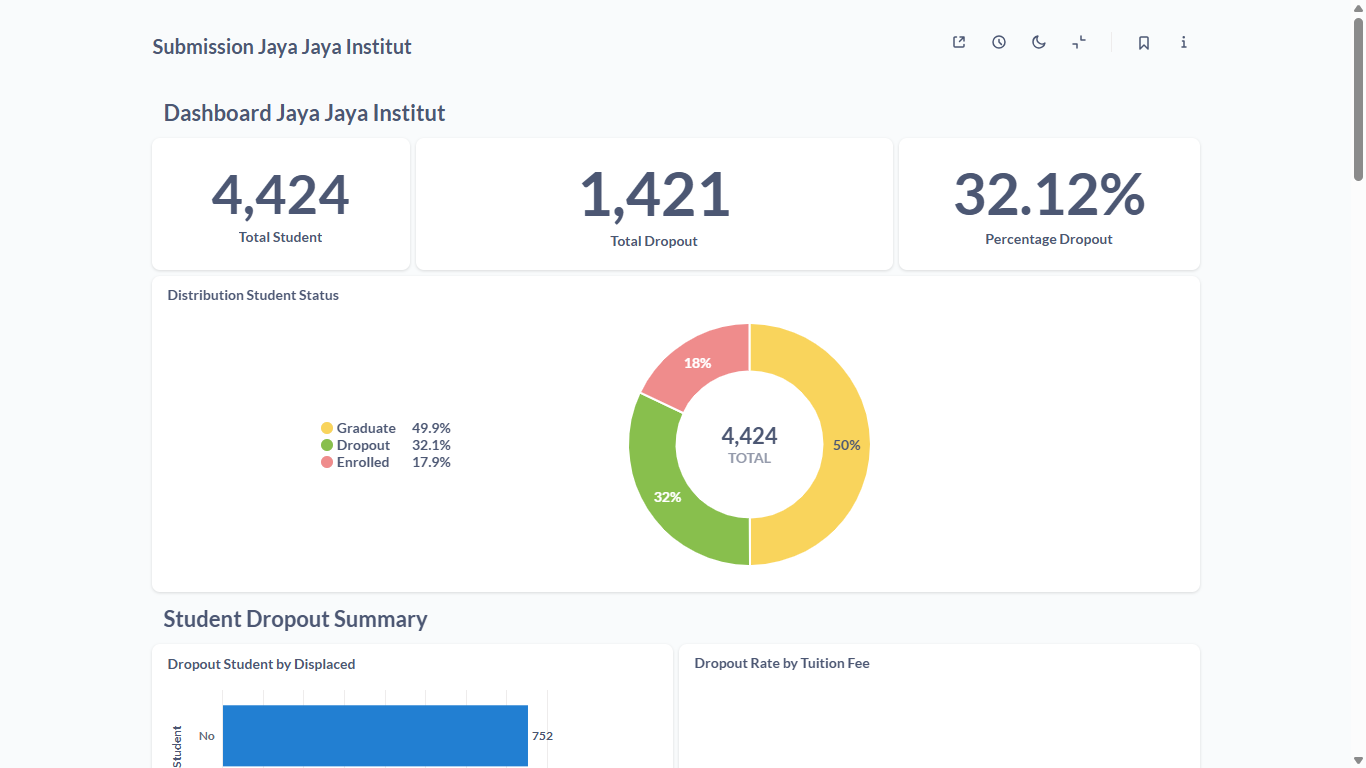 Submission Jaya Jaya Institut
Dashboard Jaya Jaya Institut
4,424
Total Student
1,421
Total Dropout
32.12%
Percentage Dropout
Distribution Student Status
Graduate 49.9%
Dropout 32.1%
Enrolled 17.9%
18%
50%
32%
4,424
TOTAL
Student Dropout Summary
Dropout Student by Displaced
No
752
Student
Dropout Rate by Tuition Fee